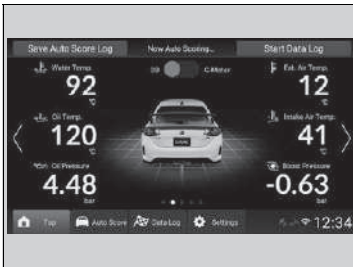 Save Auto Score Log
Now Auto Scoring...
Start Data Log
Water Temp.
92
°C
3D
G Meter
Ext. Air Temp.
12
°C
Oil Temp.
120
°C
Intake Air Temp.
41
°C
Oil Pressure
4.48
bar
Boost Pressure
-0.63
bar
Top
Auto Score
Data Log
Settings
12:34